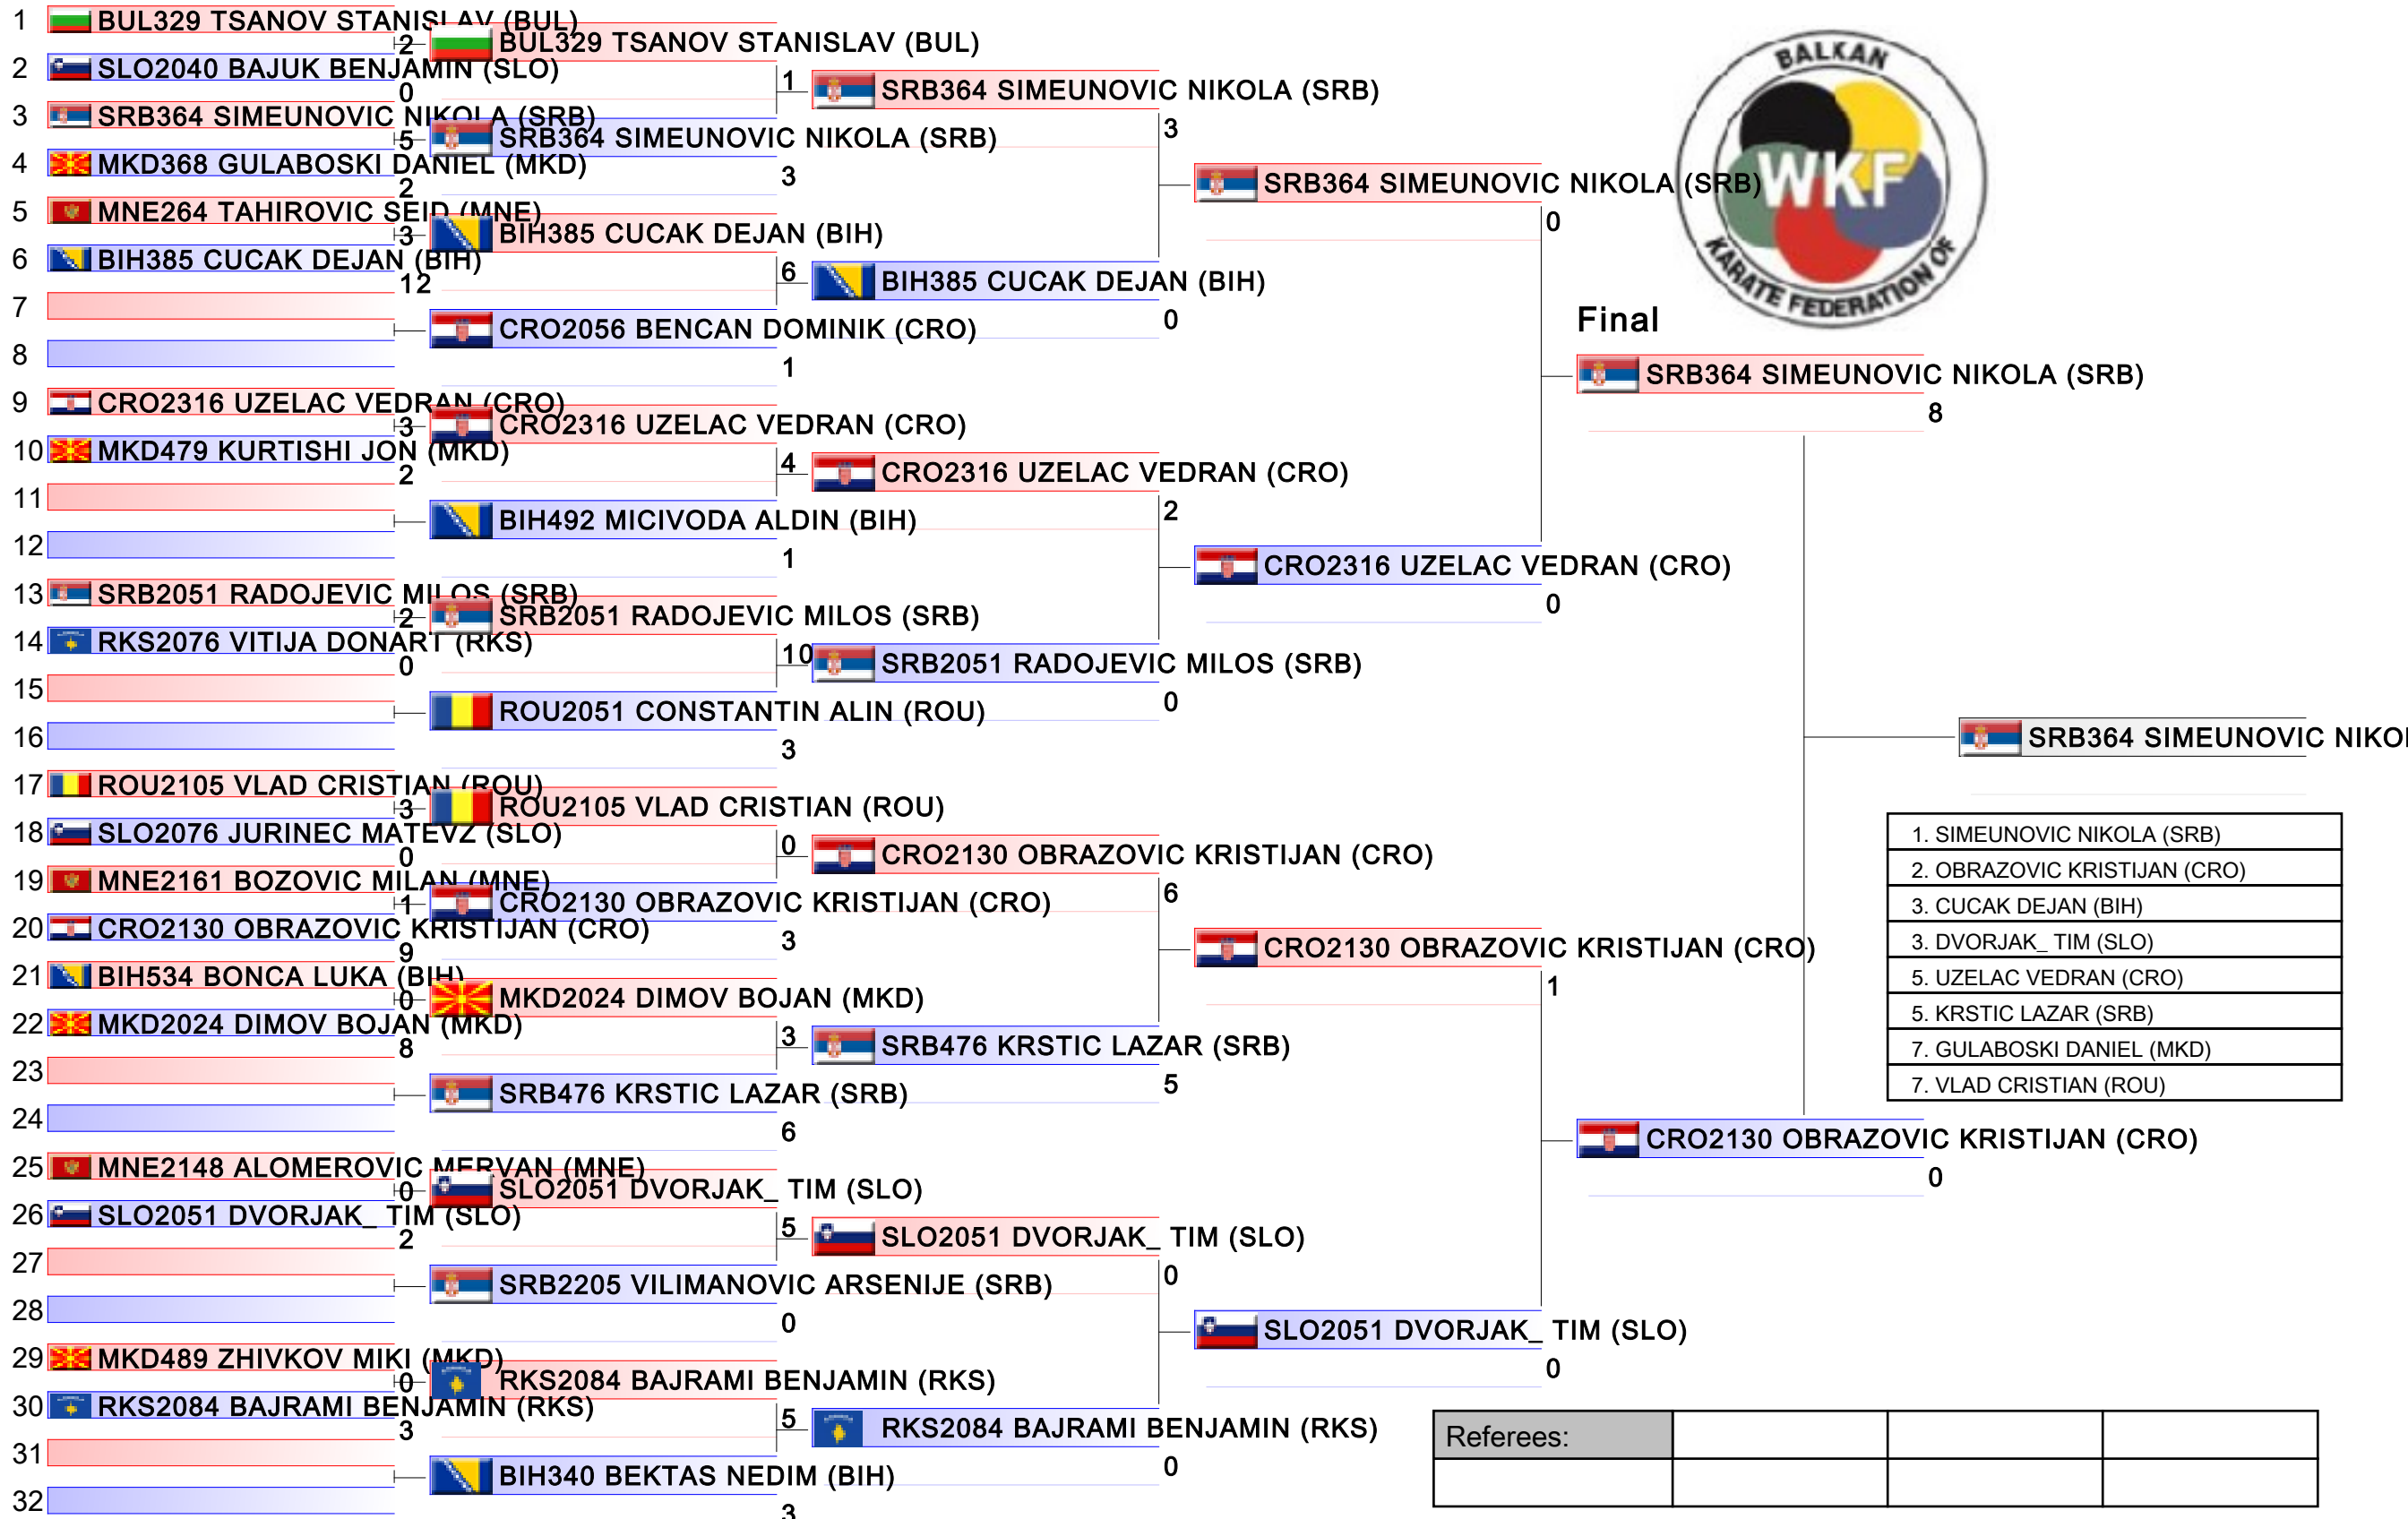 1 BUL329 TSANOV STANISLAV (BUL)
2
2 SLO2040 BAJUK BENJAMIN (SLO)
0
3 SRB364 SIMEUNOVIC NIKOLA (SRB)
5
4 MKD368 GULABOSKI DANIEL (MKD)
2
5 MNE264 TAHIROVIC SEID (MNE)
3
6 BIH385 CUCAK DEJAN (BIH)
12
7
8
9 CRO2316 UZELAC VEDRAN (CRO)
3
10 MKD479 KURTISHI JON (MKD)
2
11
12
13 SRB2051 RADOJEVIC MILOS (SRB)
2
14 RKS2076 VITIJA DONART (RKS)
0
15
16
17 ROU2105 VLAD CRISTIAN (ROU)
3
18 SLO2076 JURINEC MATEVZ (SLO)
0
19 MNE2161 BOZOVIC MILAN (MNE)
1
20 CRO2130 OBRAZOVIC KRISTIJAN (CRO)
9
21 BIH534 BONCA LUKA (BIH)
0
22 MKD2024 DIMOV BOJAN (MKD)
8
23
24
25 MNE2148 ALOMEROVIC MERVAN (MNE)
0
26 SLO2051 DVORJAK_ TIM (SLO)
2
27
28
29 MKD489 ZHIVKOV MIKI (MKD)
0
30 RKS2084 BAJRAMI BENJAMIN (RKS)
3
31
32
BUL329 TSANOV STANISLAV (BUL)
1
SRB364 SIMEUNOVIC NIKOLA (SRB)
3
BIH385 CUCAK DEJAN (BIH)
6
CRO2056 BENCAN DOMINIK (CRO)
1
CRO2316 UZELAC VEDRAN (CRO)
4
BIH492 MICIVODA ALDIN (BIH)
1
SRB2051 RADOJEVIC MILOS (SRB)
10
ROU2051 CONSTANTIN ALIN (ROU)
3
ROU2105 VLAD CRISTIAN (ROU)
0
CRO2130 OBRAZOVIC KRISTIJAN (CRO)
3
MKD2024 DIMOV BOJAN (MKD)
3
SRB476 KRSTIC LAZAR (SRB)
6
SLO2051 DVORJAK_ TIM (SLO)
5
SRB2205 VILIMANOVIC ARSENIJE (SRB)
0
RKS2084 BAJRAMI BENJAMIN (RKS)
5
BIH340 BEKTAS NEDIM (BIH)
3
SRB364 SIMEUNOVIC NIKOLA (SRB)
3
BIH385 CUCAK DEJAN (BIH)
0
CRO2316 UZELAC VEDRAN (CRO)
2
SRB2051 RADOJEVIC MILOS (SRB)
0
CRO2130 OBRAZOVIC KRISTIJAN (CRO)
6
SRB476 KRSTIC LAZAR (SRB)
5
SLO2051 DVORJAK_ TIM (SLO)
0
RKS2084 BAJRAMI BENJAMIN (RKS)
0
SRB364 SIMEUNOVIC NIKOLA (SRB)
0
CRO2316 UZELAC VEDRAN (CRO)
0
CRO2130 OBRAZOVIC KRISTIJAN (CRO)
1
SLO2051 DVORJAK_ TIM (SLO)
0
BALKAN
WKF
KARATE FEDERATION OF
Final
SRB364 SIMEUNOVIC NIKOLA (SRB)
8
CRO2130 OBRAZOVIC KRISTIJAN (CRO)
0
SRB364 SIMEUNOVIC
1. SIMEUNOVIC NIKOLA (SRB)
2. OBRAZOVIC KRISTIJAN (CRO)
3. CUCAK DEJAN (BIH)
3. DVORJAK_ TIM (SLO)
5. UZELAC VEDRAN (CRO)
5. KRSTIC LAZAR (SRB)
7. GULABOSKI DANIEL (MKD)
7. VLAD CRISTIAN (ROU)
Referees: